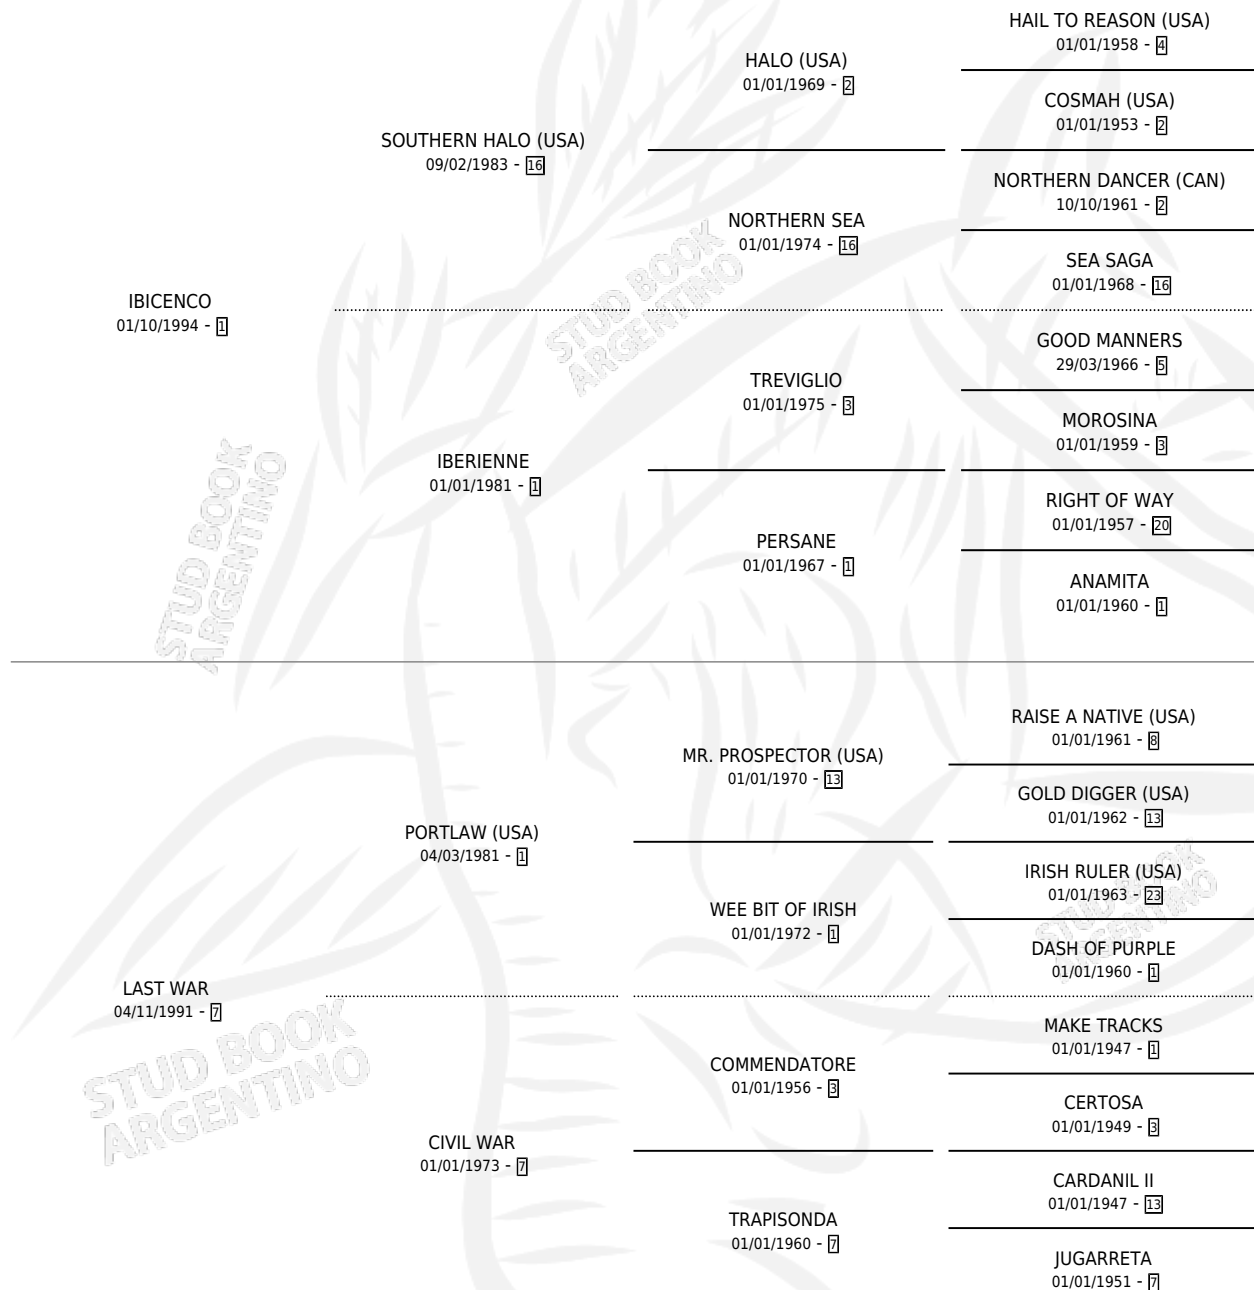 HAIL TO REASON (USA)
01/01/1958 - 4
HALO (USA)
01/01/1969 - 2
COSMAH (USA)
01/01/1953 - 2
SOUTHERN HALO (USA)
09/02/1983 - 16
NORTHERN DANCER (CAN)
10/10/1961 - 2
NORTHERN SEA
01/01/1974 - 16
SEA SAGA
01/01/1968 - 16
IBICENCO
01/10/1994 - 1
STUD BOOK
ARGENTINO
GOOD MANNERS
29/03/1966 - 5
TREVIGLIO
01/01/1975 - 3
MOROSINA
01/01/1959 - 3
IBERIENNE
01/01/1981 - 1
RIGHT OF WAY
01/01/1957 - 20
PERSANE
01/01/1967 - 1
ANAMITA
01/01/1960 - 1
STUD BOOK
ARGENTINO
RAISE A NATIVE (USA)
01/01/1961 - 8
MR. PROSPECTOR (USA)
01/01/1970 - 13
GOLD DIGGER (USA)
01/01/1962 - 13
PORTLAW (USA)
04/03/1981 - 1
IRISH RULER (USA)
01/01/1963 - 23
WEE BIT OF IRISH
01/01/1972 - 1
STUD BOOK
ARGENTINO
DASH OF PURPLE
01/01/1960 - 1
LAST WAR
04/11/1991 - 7
MAKE TRACKS
01/01/1947 - 1
COMMENDATORE
01/01/1956 - 3
STUD BOOK
ARGENTINO
CERTOSA
01/01/1949 - 3
CIVIL WAR
01/01/1973 - 7
CARDANIL II
01/01/1947 - 13
TRAPISONDA
01/01/1960 - 7
JUGARRETA
01/01/1951 - 7